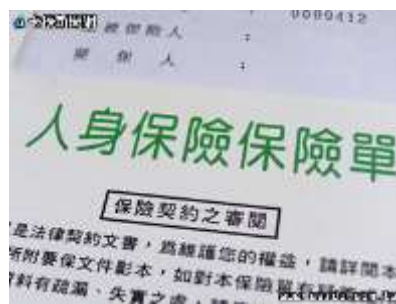 0000412
被保險人 :
要保人 :
人身保險保險單
保險契約之審閱
是法律契約文書，為維護您的權益，請詳閱本
所附要保文件影本，如對本保險單有疑
料有疏漏、失實之處，請